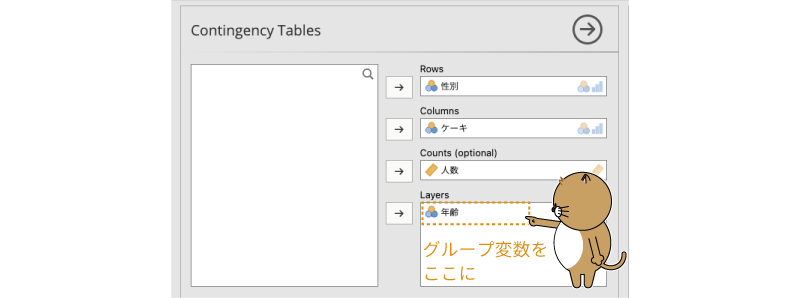 Contingency Tables
Rows
性別
Columns
ケーキ
Counts (optional)
人数
Layers
年齢
グループ変数を
ここに